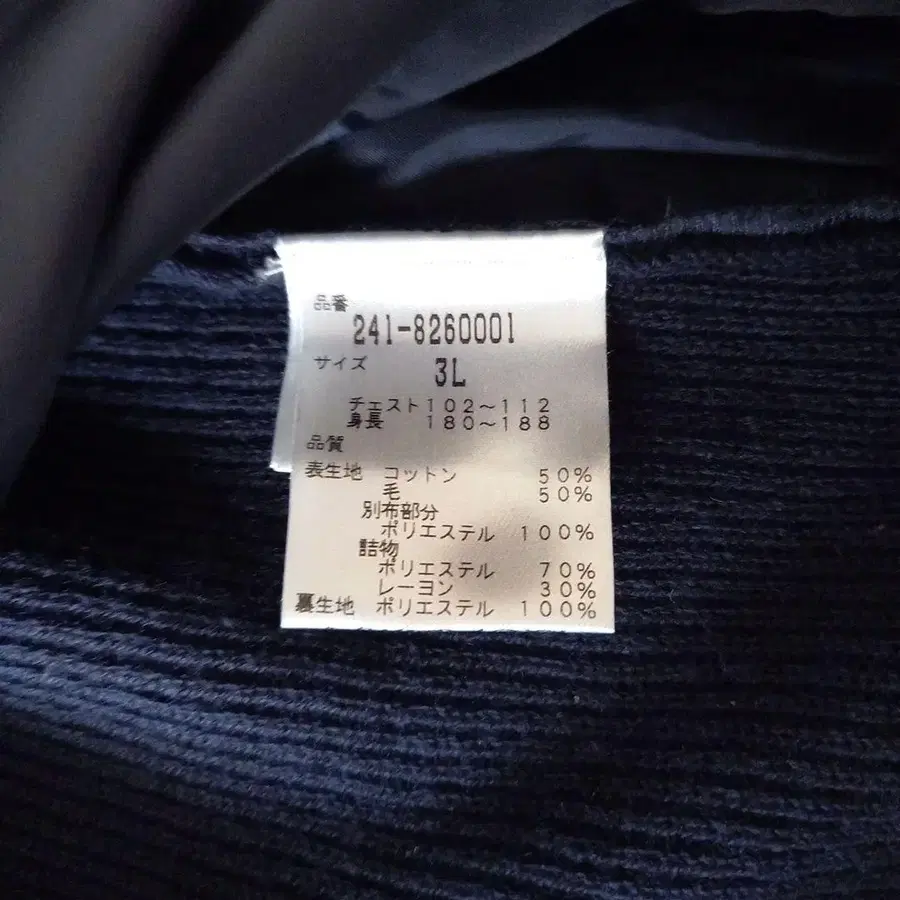 品番
241-8260001
サイズ
3L
チェスト102～112
身長 180～188
品質
表生地 コットン 50%
毛 50%
別布部分
ポリエステル 100%
詰物
ポリエステル 70%
レーヨン 30%
裏生地 ポリエステル 100%